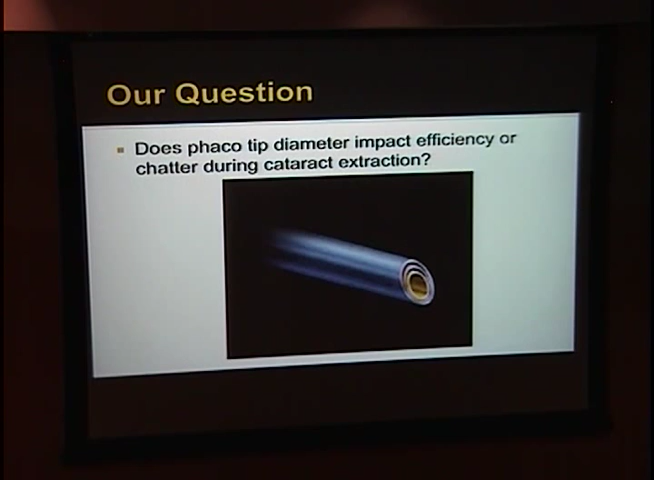 Our Question
▪ Does phaco tip diameter impact efficiency or
chatter during cataract extraction?